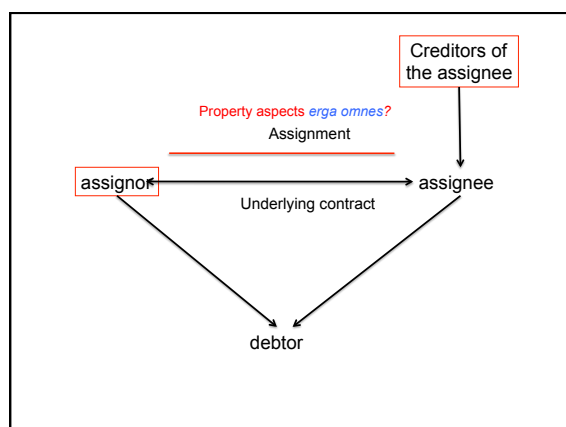 Creditors of
the assignee
Property aspects erga omnes?
Assignment
assignor
assignee
Underlying contract
debtor